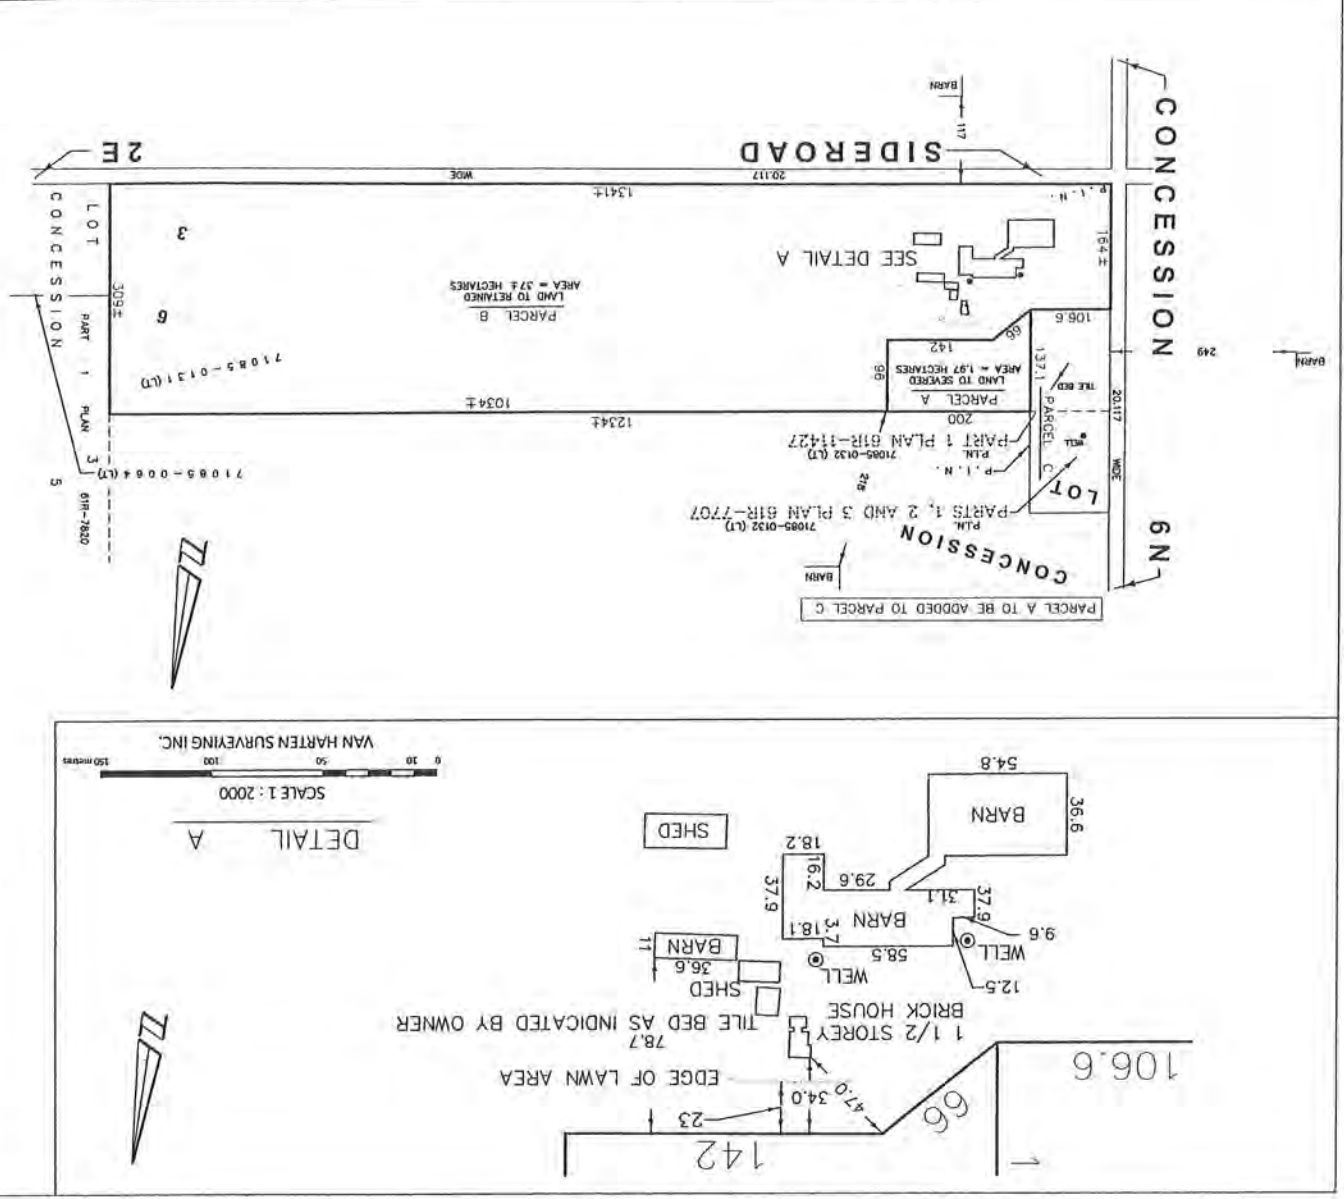 DETAIL A
SCALE 1 : 2000
0 10 50 100 150 metres
VAN HARTEN SURVEYING INC.
142
66
106.6
1
23
34.0
47.0
EDGE OF LAWN AREA
78.7
TILE BED AS INDICATED BY OWNER
1 1/2 STOREY
BRICK HOUSE
SHED
36.6
BARN
11
WELL
WELL
12.5
9.6
58.5
3.7
18.1
37.9
BARN
37.9
31.1
29.6
16.2
18.2
SHED
BARN
36.6
54.8
PARCEL A TO BE ADDED TO PARCEL C
BARN
CONCESSION
6N
P.I.N. 71085-0132 (LT)
PARTS 1, 2 AND 3 PLAN 61R-7707
218
LOT
P.I.N.
P.I.N. 71085-0132 (LT)
PART 1 PLAN 61R-11427
WELL
PARCEL C
TILE BED
137.1
200
PARCEL A
LAND TO SEVERED
AREA = 1.97 HECTARES
96
142
66
106.6
1234±
1034±
71085-0064 (LT)
71085-0131 (LT)
PARCEL B
LAND TO RETAINED
AREA = 37± HECTARES
309±
6
3
SEE DETAIL A
164±
P.I.N.
1341±
20.117 WIDE
SIDEROAD 2E
117
BARN
BARN
249
20.117 WIDE
CONCESSION
LOT
CONCESSION
5
PART 1 PLAN
61R-7820
3